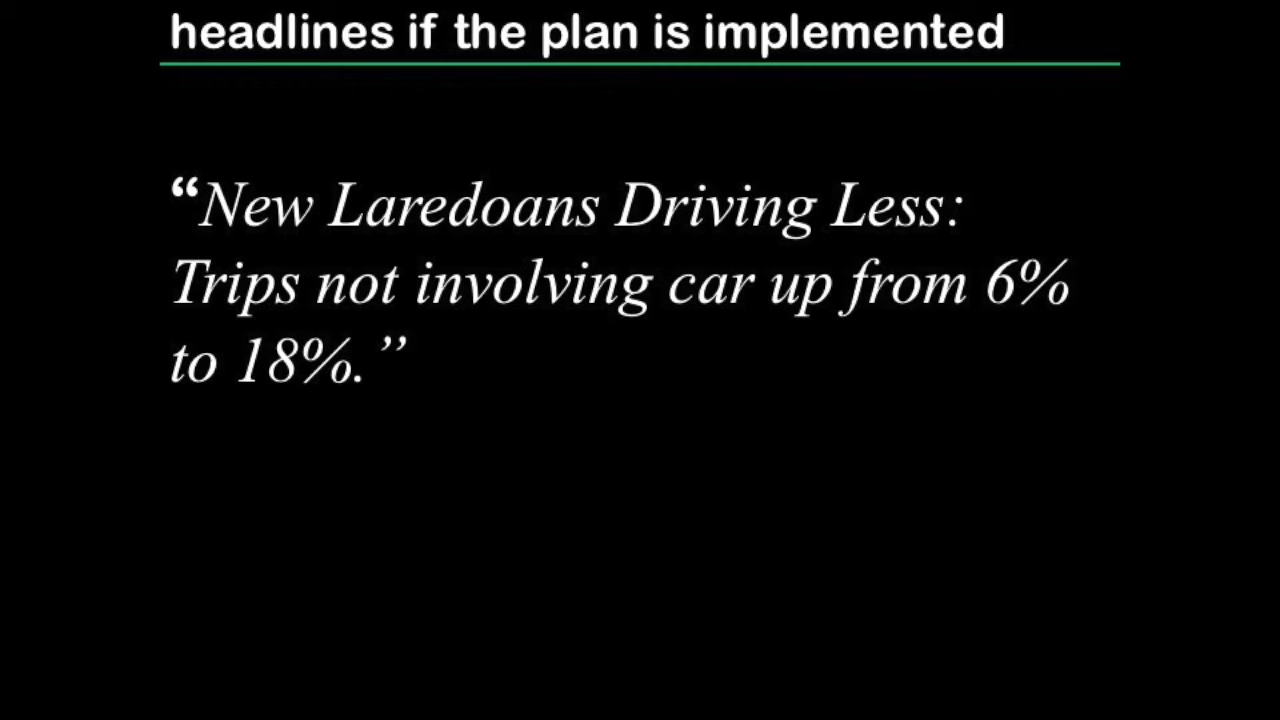 headlines if the plan is implemented
“New Laredoans Driving Less:
Trips not involving car up from 6%
to 18%.”